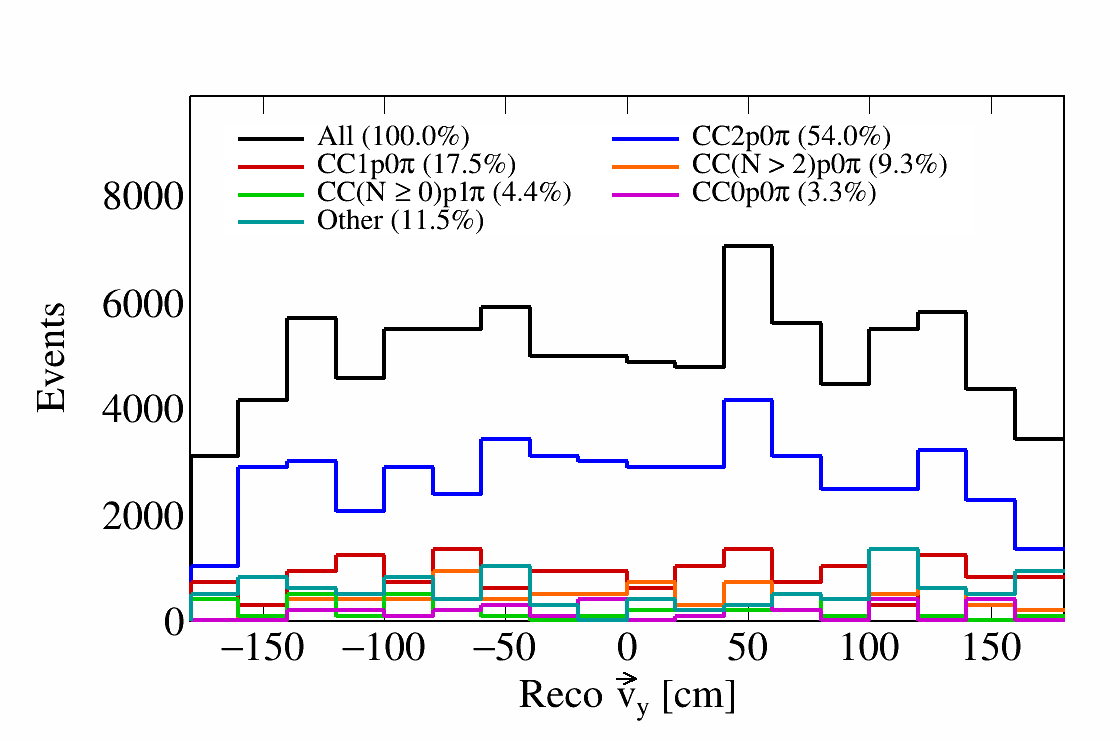 All (100.0%)
CC2p0π (54.0%)
CC1p0π (17.5%)
CC(N > 2)p0π (9.3%)
CC(N ≥ 0)p1π (4.4%)
CC0p0π (3.3%)
Other (11.5%)
8000
6000
4000
2000
0
Events
−150 −100 −50 0 50 100 150
Reco v⃗_y [cm]